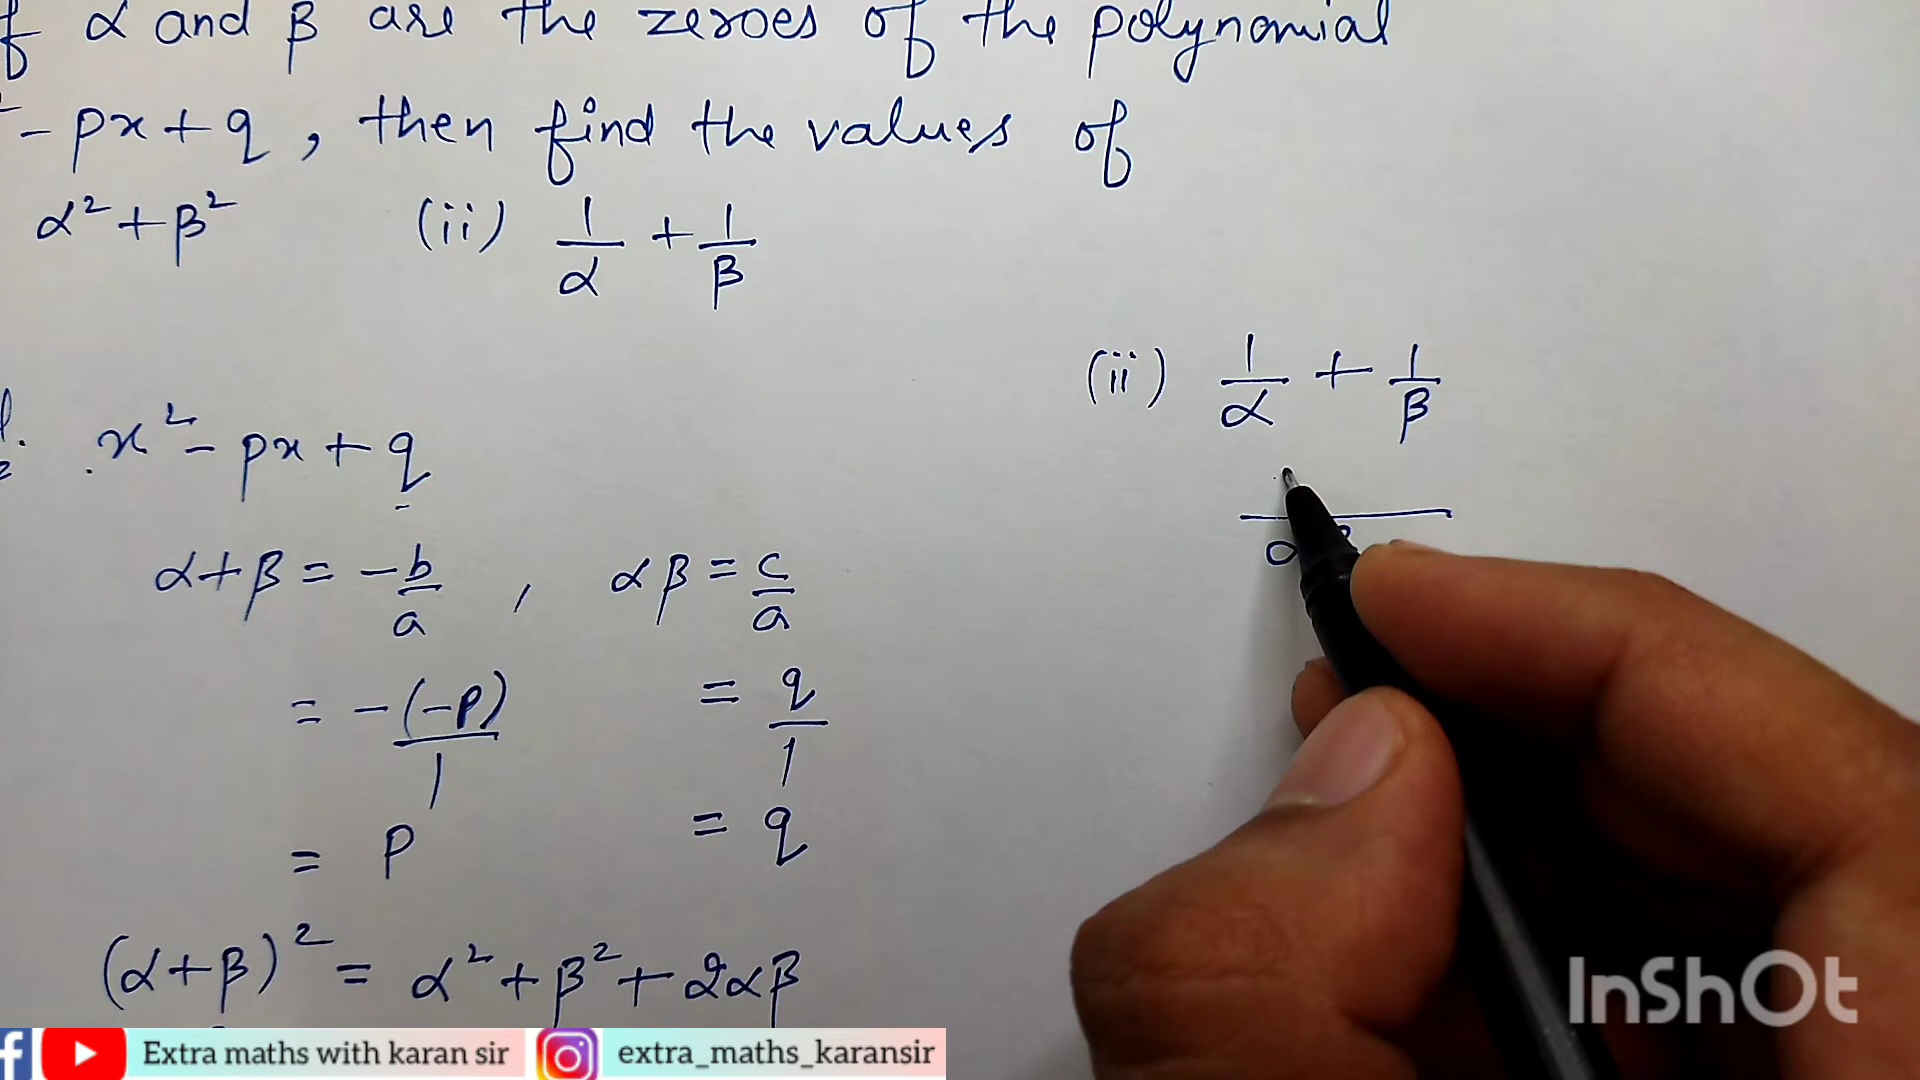 f α and β are the zeroes of the polynomial
- px + q, then find the values of
α² + β² (ii) 1/α + 1/β
x² - px + q
α + β = -b/a , αβ = c/a
= -(-p)/1 = q/1
= p = q
(α + β)² = α² + β² + 2αβ
(ii) 1/α + 1/β
Extra maths with karan sir extra_maths_karansir
InShOt